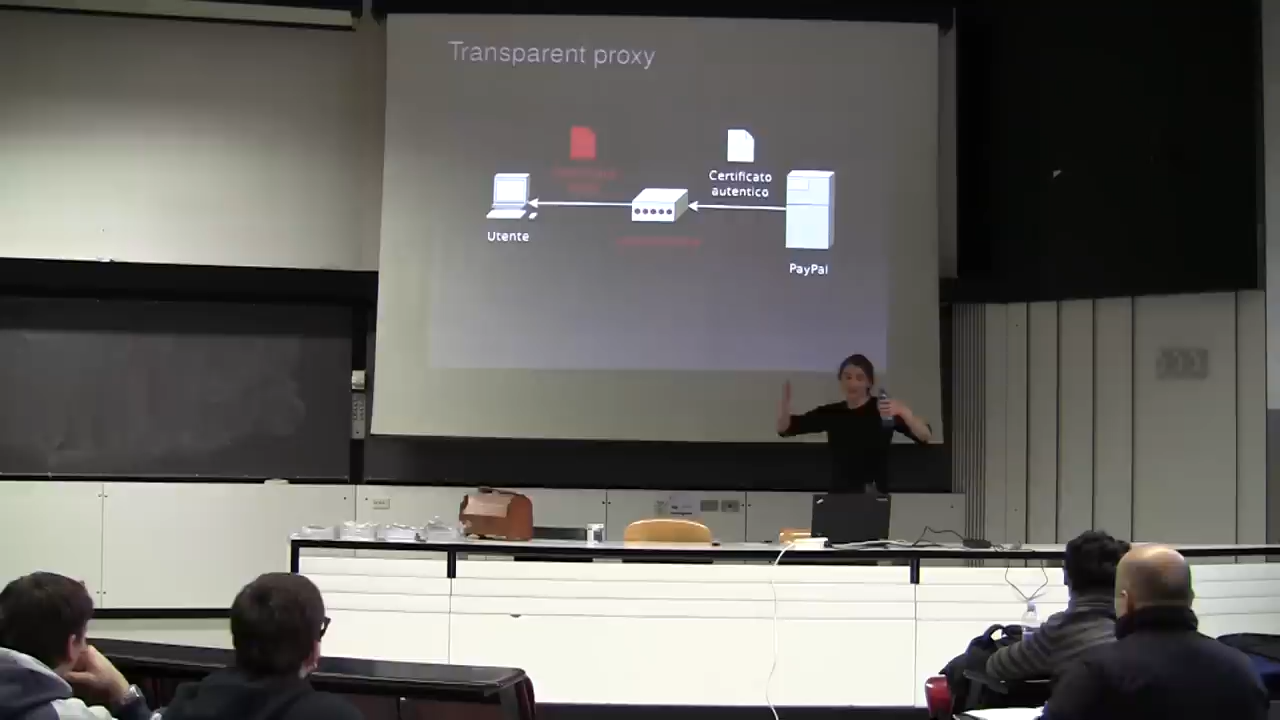 Transparent proxy
Certificato
autentico
Utente
PayPal